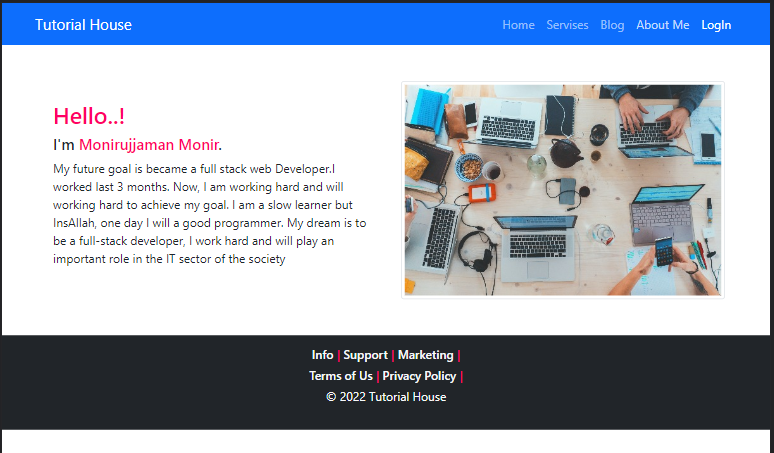 Tutorial House
Home Servises Blog About Me LogIn
Hello..!
I'm Monirujjaman Monir.
My future goal is became a full stack web Developer.I
worked last 3 months. Now, I am working hard and will
working hard to achieve my goal. I am a slow learner but
InsAllah, one day I will a good programmer. My dream is to
be a full-stack developer, I work hard and will play an
important role in the IT sector of the society
Info | Support | Marketing |
Terms of Us | Privacy Policy |
© 2022 Tutorial House